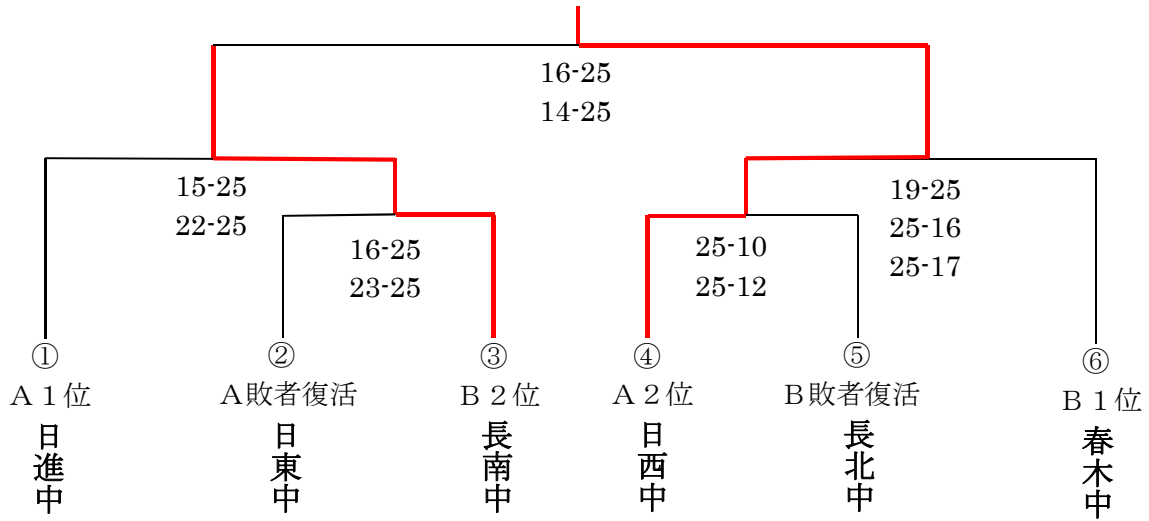 16-25
14-25
15-25
22-25
19-25
25-16
25-17
16-25
23-25
25-10
25-12
①
②
③
④
⑤
⑥
A1位
A敗者復活
B2位
A2位
B敗者復活
B1位
日進中
日東中
長南中
日西中
長北中
春木中